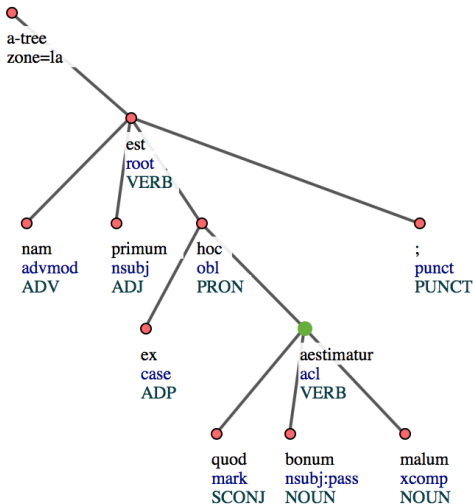 a-tree
zone=la
est
root
VERB
nam
advmod
ADV
primum
nsubj
ADJ
hoc
obl
PRON
;
punct
PUNCT
ex
case
ADP
aestimatur
acl
VERB
quod
mark
SCONJ
bonum
nsubj:pass
NOUN
malum
xcomp
NOUN